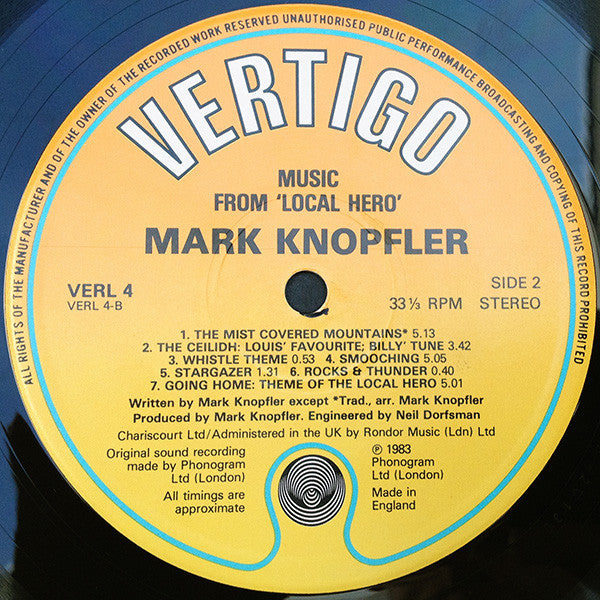 ALL RIGHTS OF THE MANUFACTURER AND OF THE OWNER OF THE RECORDED WORK RESERVED UNAUTHORISED PUBLIC PERFORMANCE BROADCASTING AND COPYING OF THIS RECORD PROHIBITED
VERTIGO
MUSIC
FROM 'LOCAL HERO'
MARK KNOPFLER
VERL 4
VERL 4-B
SIDE 2
33⅓ RPM STEREO
1. THE MIST COVERED MOUNTAINS* 5.13
2. THE CEILIDH: LOUIS' FAVOURITE; BILLY' TUNE 3.42
3. WHISTLE THEME 0.53 4. SMOOCHING 5.05
5. STARGAZER 1.31 6. ROCKS & THUNDER 0.40
7. GOING HOME: THEME OF THE LOCAL HERO 5.01
Written by Mark Knopfler except *Trad., arr. Mark Knopfler
Produced by Mark Knopfler. Engineered by Neil Dorfsman
Chariscourt Ltd/Administered in the UK by Rondor Music (Ldn) Ltd
Original sound recording
made by Phonogram
Ltd (London)
All timings are
approximate
℗ 1983
Phonogram
Ltd (London)
Made in
England